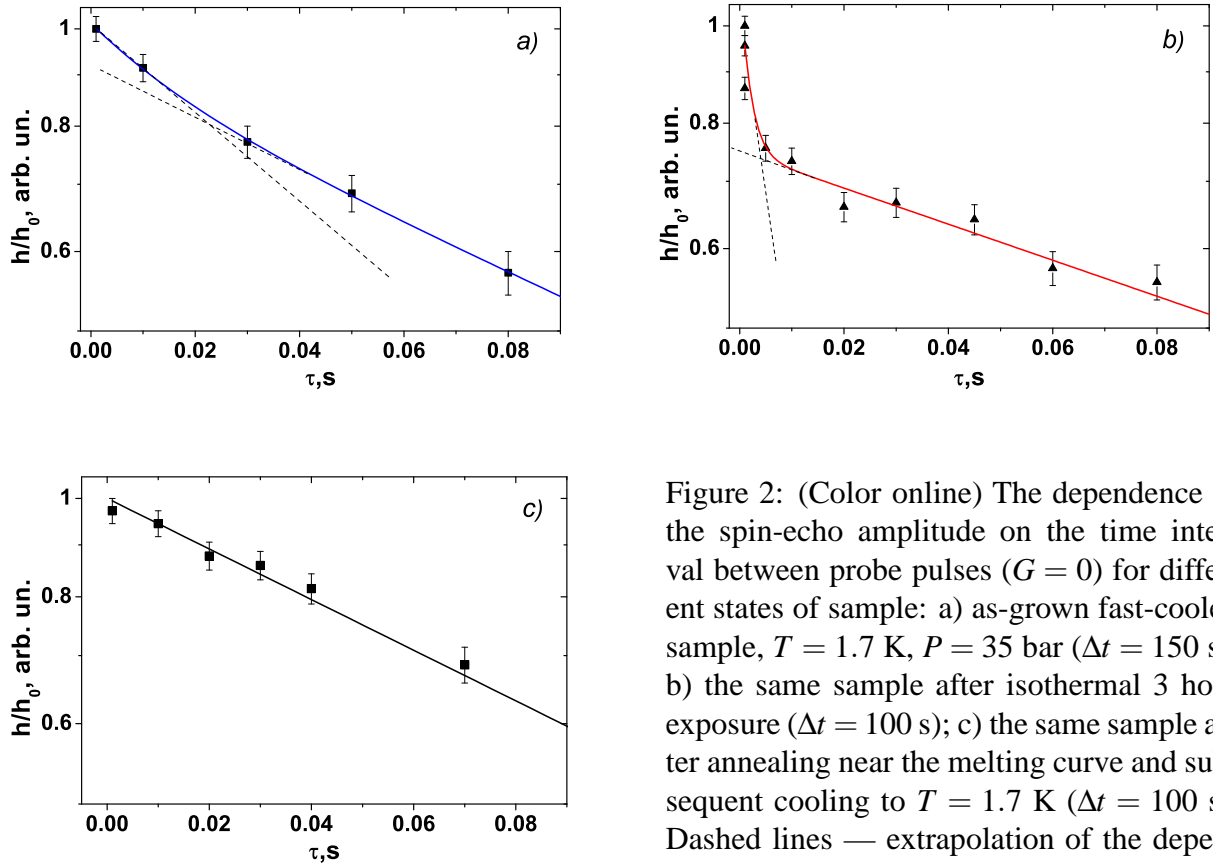 a)
1
0.8
0.6
h/h0, arb. un.
0.00 0.02 0.04 0.06 0.08
τ,s
b)
1
0.8
0.6
h/h0, arb. un.
0.00 0.02 0.04 0.06 0.08
τ,s
c)
1
0.8
0.6
h/h0, arb. un.
0.00 0.02 0.04 0.06 0.08
τ,s
Figure 2: (Color online) The dependence
the spin-echo amplitude on the time inter
val between probe pulses (G = 0) for differe
ent states of sample: a) as-grown fast-coole
sample, T = 1.7 K, P = 35 bar (Δt = 150 s
b) the same sample after isothermal 3 ho
exposure (Δt = 100 s); c) the same sample a
ter annealing near the melting curve and su
sequent cooling to T = 1.7 K (Δt = 100 s
Dashed lines — extrapolation of the depe